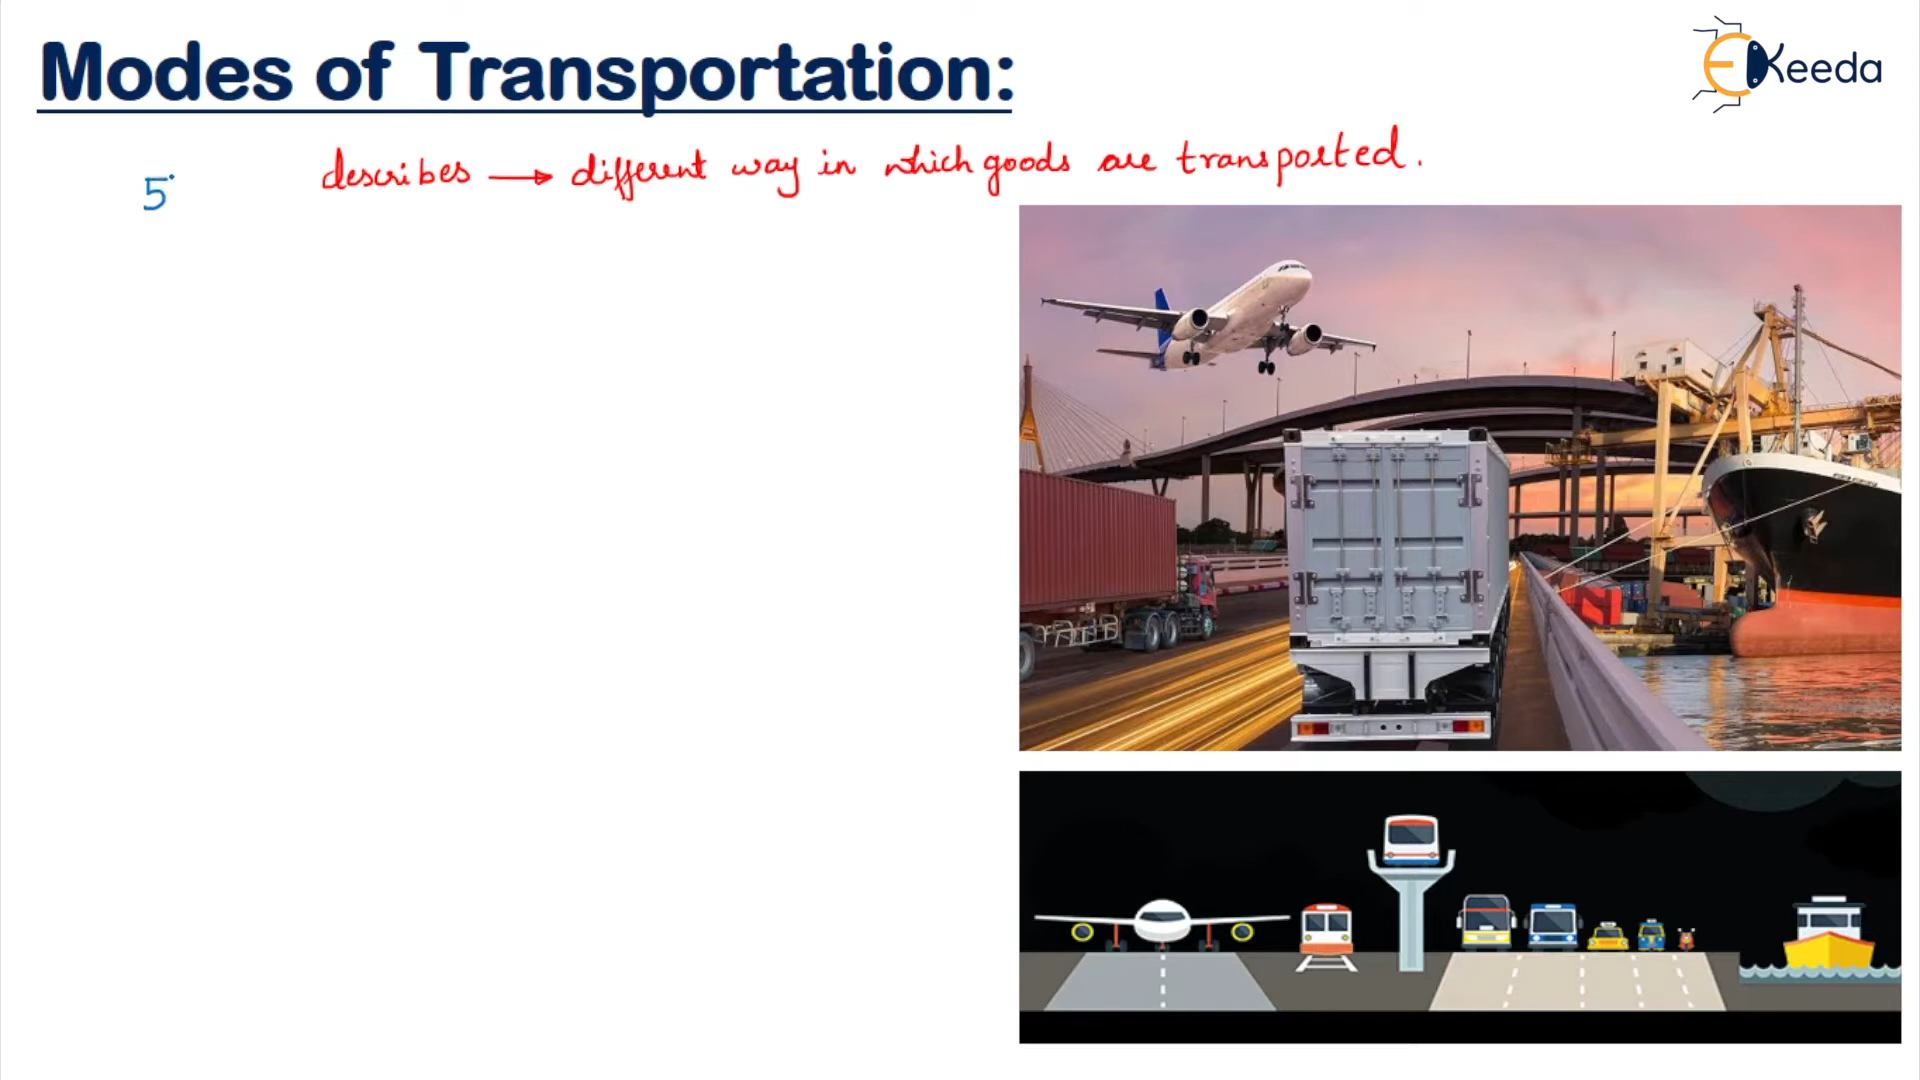 Modes of Transportation:
EKeeda
describes → different way in which goods are transported.
5